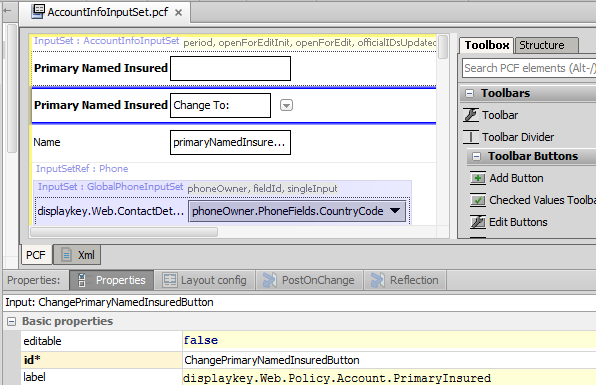 AccountInfoInputSet.pcf
InputSet : AccountInfoInputSet period, openForEditInit, openForEdit, officialIDsUpdated
Primary Named Insured
Primary Named Insured Change To:
Name primaryNamedInsure...
InputSetRef : Phone
InputSet : GlobalPhoneInputSet phoneOwner, fieldId, singleInput
displaykey.Web.ContactDet... phoneOwner.PhoneFields.CountryCode
Toolbox Structure
Search PCF elements (Alt-/)
Toolbars
Toolbar
Toolbar Divider
Toolbar Buttons
Add Button
Checked Values Toolba
Edit Buttons
PCF Xml
Properties: Properties Layout config PostOnChange Reflection
Input: ChangePrimaryNamedInsuredButton
Basic properties
editable false
id* ChangePrimaryNamedInsuredButton
label displaykey.Web.Policy.Account.PrimaryInsured